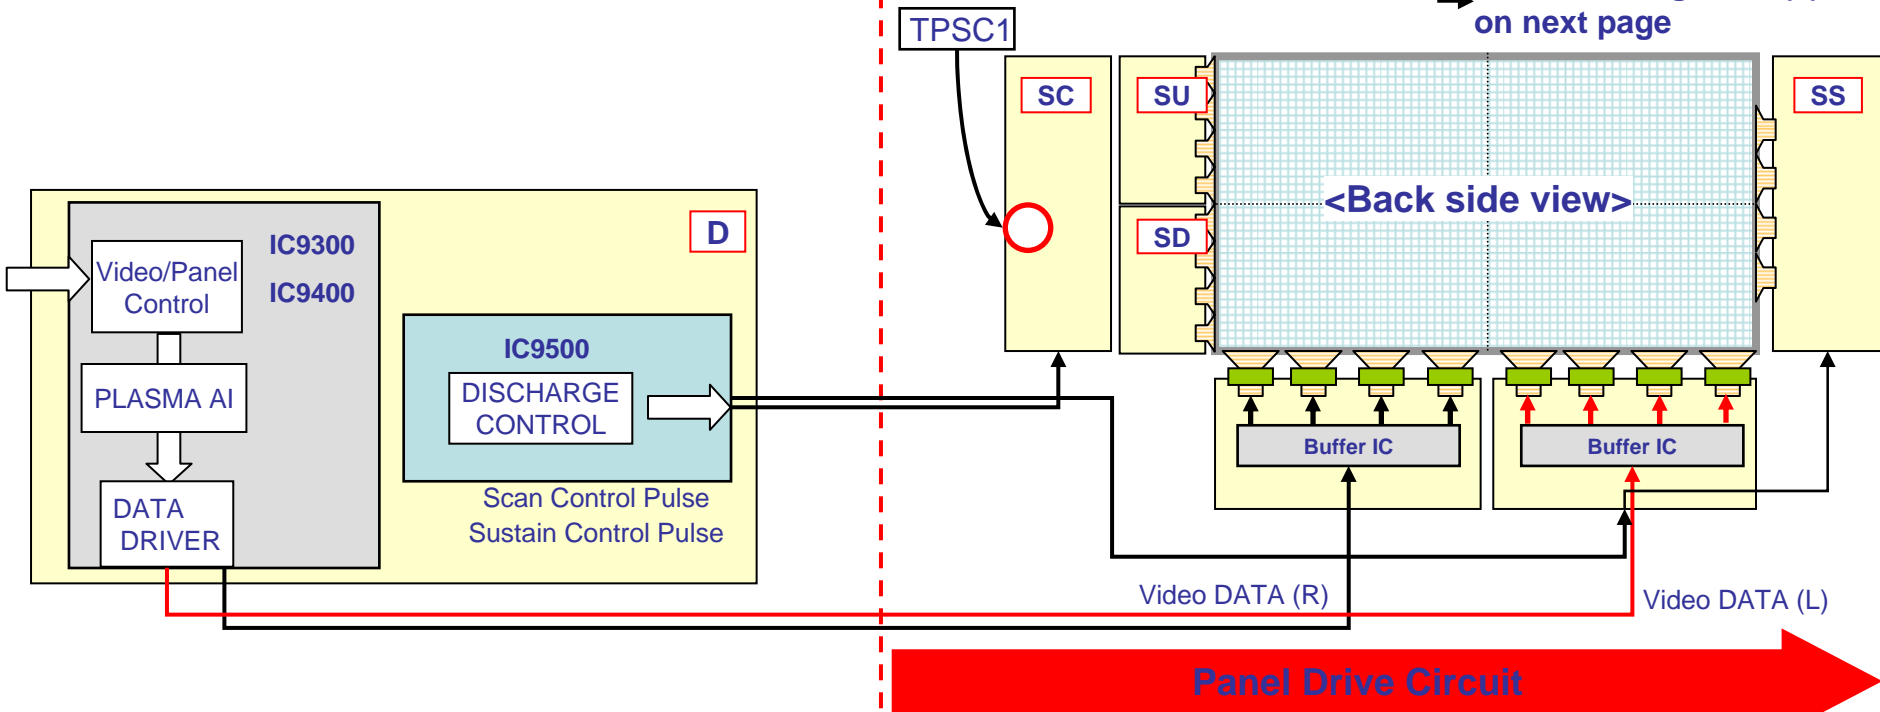 on next page
TPSC1
SC
SU
SS
SD
<Back side view>
D
IC9300
IC9400
Video/Panel
Control
PLASMA AI
DATA
DRIVER
IC9500
DISCHARGE
CONTROL
Scan Control Pulse
Sustain Control Pulse
Buffer IC
Buffer IC
Video DATA (R)
Video DATA (L)
Panel Drive Circuit